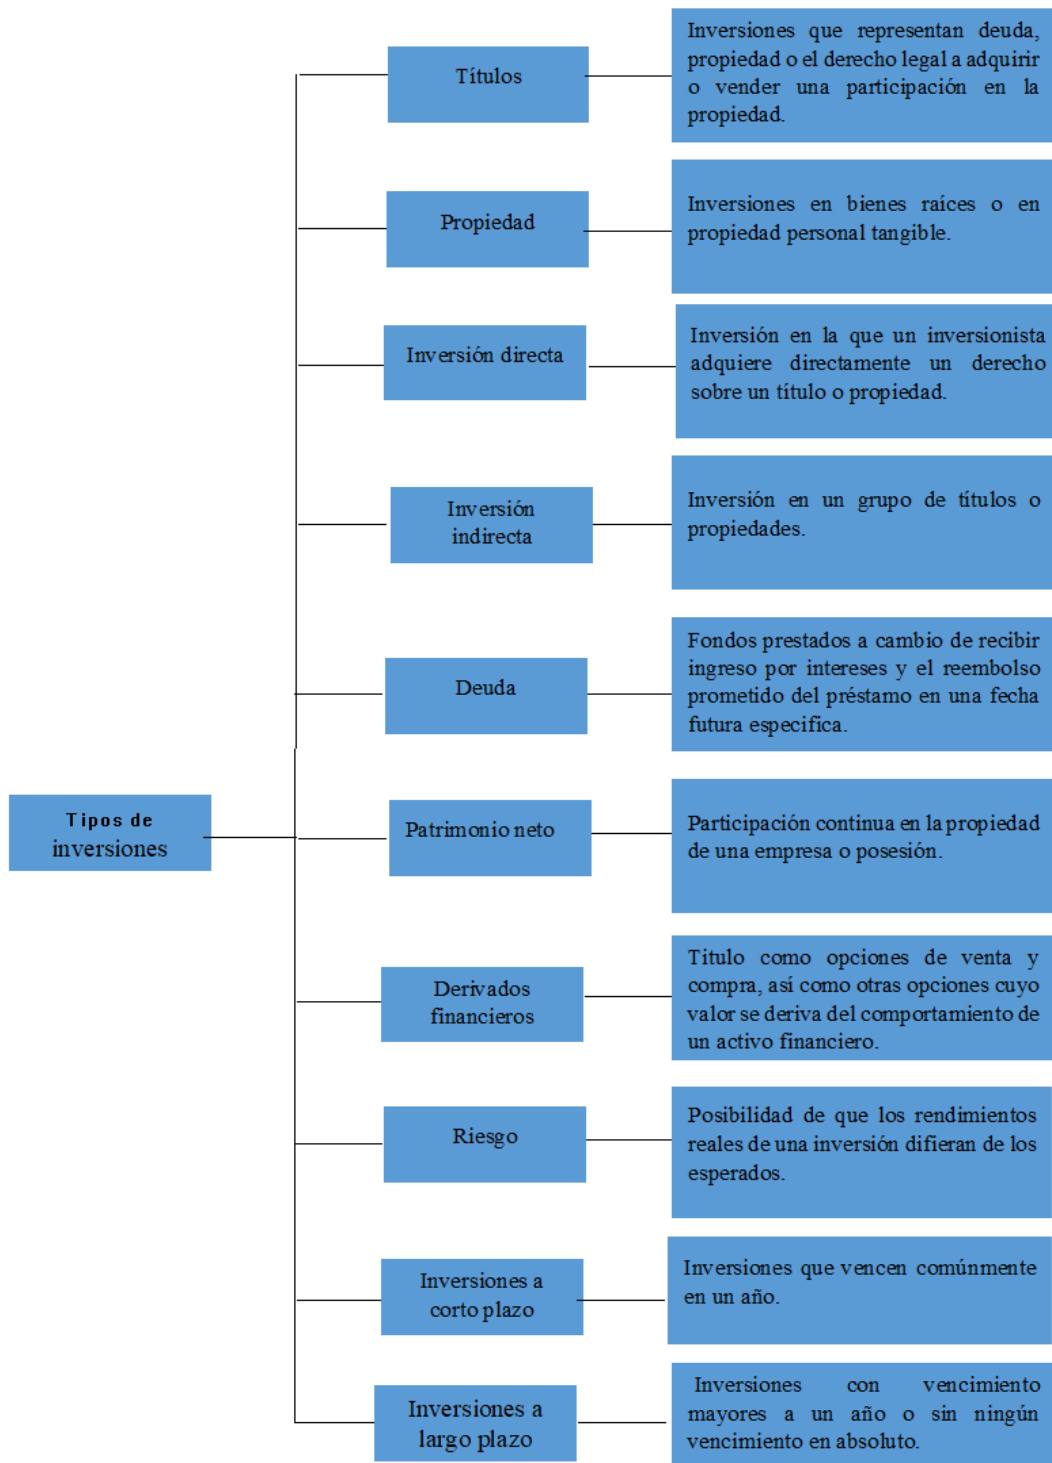 Títulos
Inversiones que representan deuda,
propiedad o el derecho legal a adquirir
o vender una participación en la
propiedad.
Propiedad
Inversiones en bienes raíces o en
propiedad personal tangible.
Inversión directa
Inversión en la que un inversionista
adquiere directamente un derecho
sobre un título o propiedad.
Inversión
indirecta
Inversión en un grupo de títulos o
propiedades.
Deuda
Fondos prestados a cambio de recibir
ingreso por intereses y el reembolso
prometido del préstamo en una fecha
futura especifica.
Tipos de
inversiones
Patrimonio neto
Participación continua en la propiedad
de una empresa o posesión.
Derivados
financieros
Titulo como opciones de venta y
compra, así como otras opciones cuyo
valor se deriva del comportamiento de
un activo financiero.
Riesgo
Posibilidad de que los rendimientos
reales de una inversión difieran de los
esperados.
Inversiones a
corto plazo
Inversiones que vencen comúnmente
en un año.
Inversiones a
largo plazo
Inversiones con vencimiento
mayores a un año o sin ningún
vencimiento en absoluto.